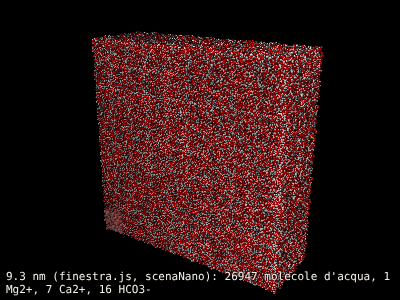 9.3 nm (finestra.js, scenaNano): 26947 molecole d'acqua, 1
Mg2+, 7 Ca2+, 16 HCO3-